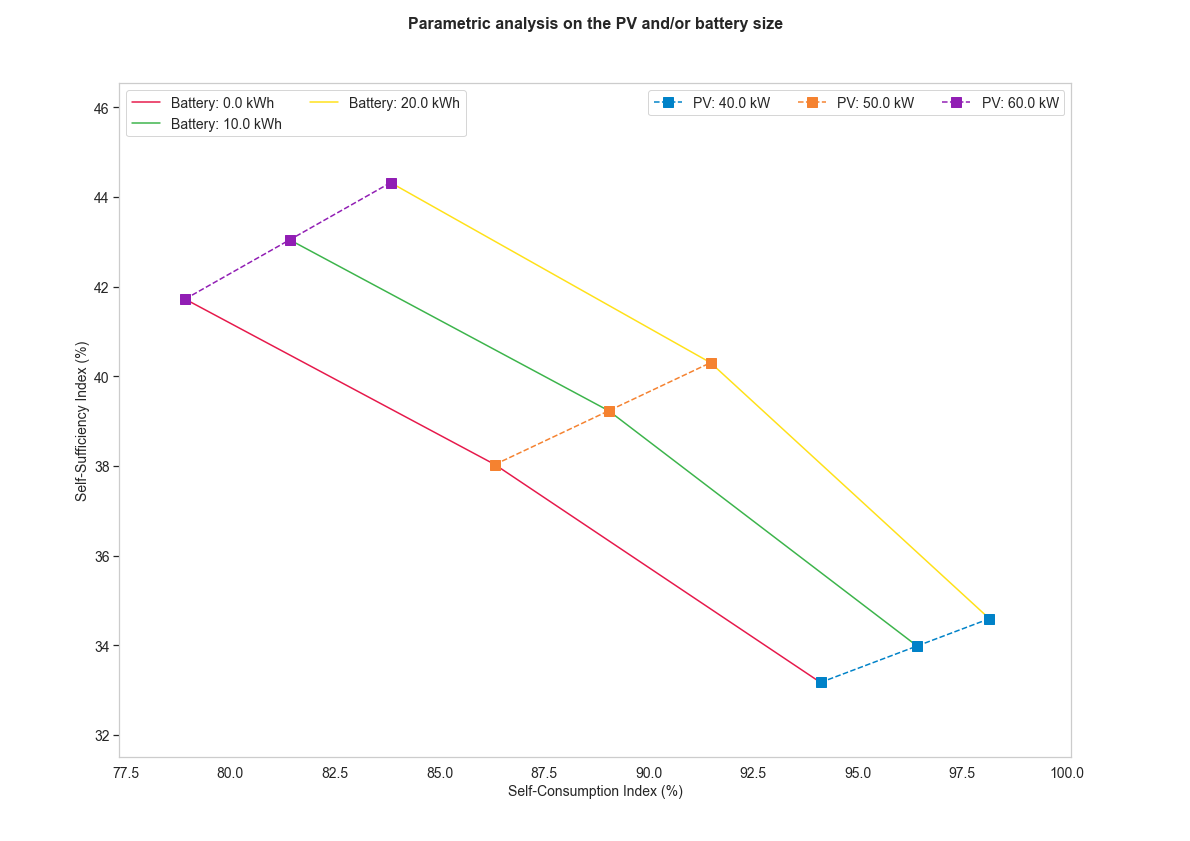 Parametric analysis on the PV and/or battery size
Battery: 0.0 kWh
Battery: 20.0 kWh
Battery: 10.0 kWh
PV: 40.0 kW
PV: 50.0 kW
PV: 60.0 kW
46
44
42
40
38
36
34
32
Self-Sufficiency Index (%)
77.5 80.0 82.5 85.0 87.5 90.0 92.5 95.0 97.5 100.0
Self-Consumption Index (%)